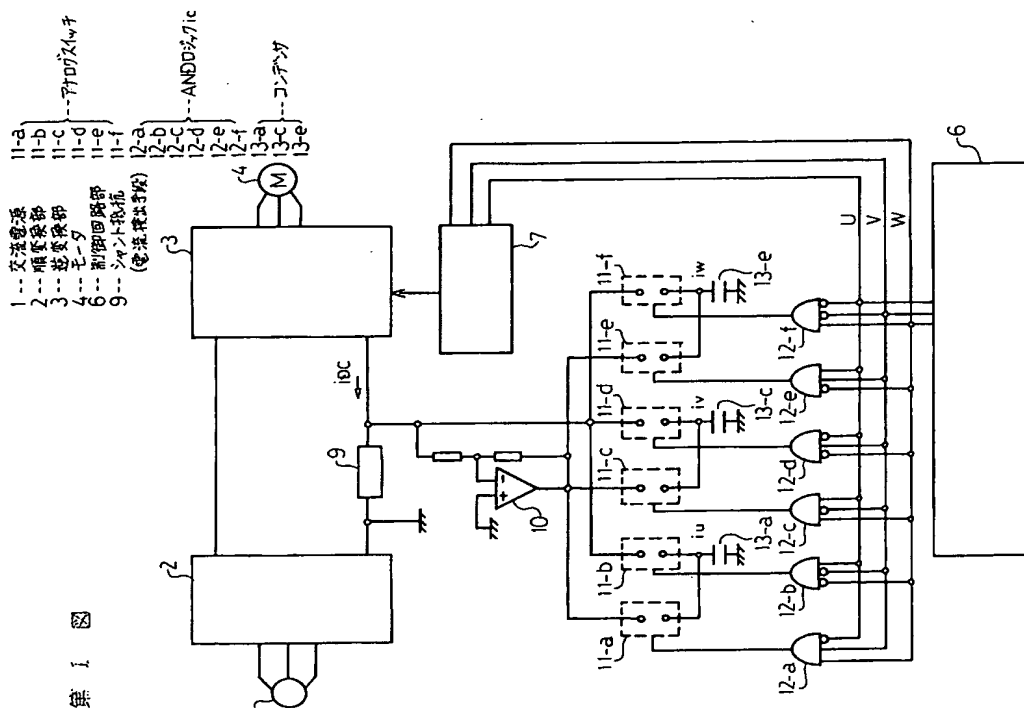 第 1 図
1 -- 交流電源
2 -- 順変換部
3 -- 逆変換部
4 -- モータ
6 -- 制御回路部
9 -- シャント抵抗
(電流検出手段)
11-a
11-b
11-c ---アナログスイッチ
11-d
11-e
11-f
12-a
12-b
12-c ---ANDロジックic
12-d
12-e
12-f
13-a
13-c ---コンデンサ
13-e
2
3
4
M
iDC
9
7
10
11-a
11-b
11-c
11-d
11-e
11-f
iu
iv
iw
13-a
13-c
13-e
U
V
W
12-a
12-b
12-c
12-d
12-e
12-f
6